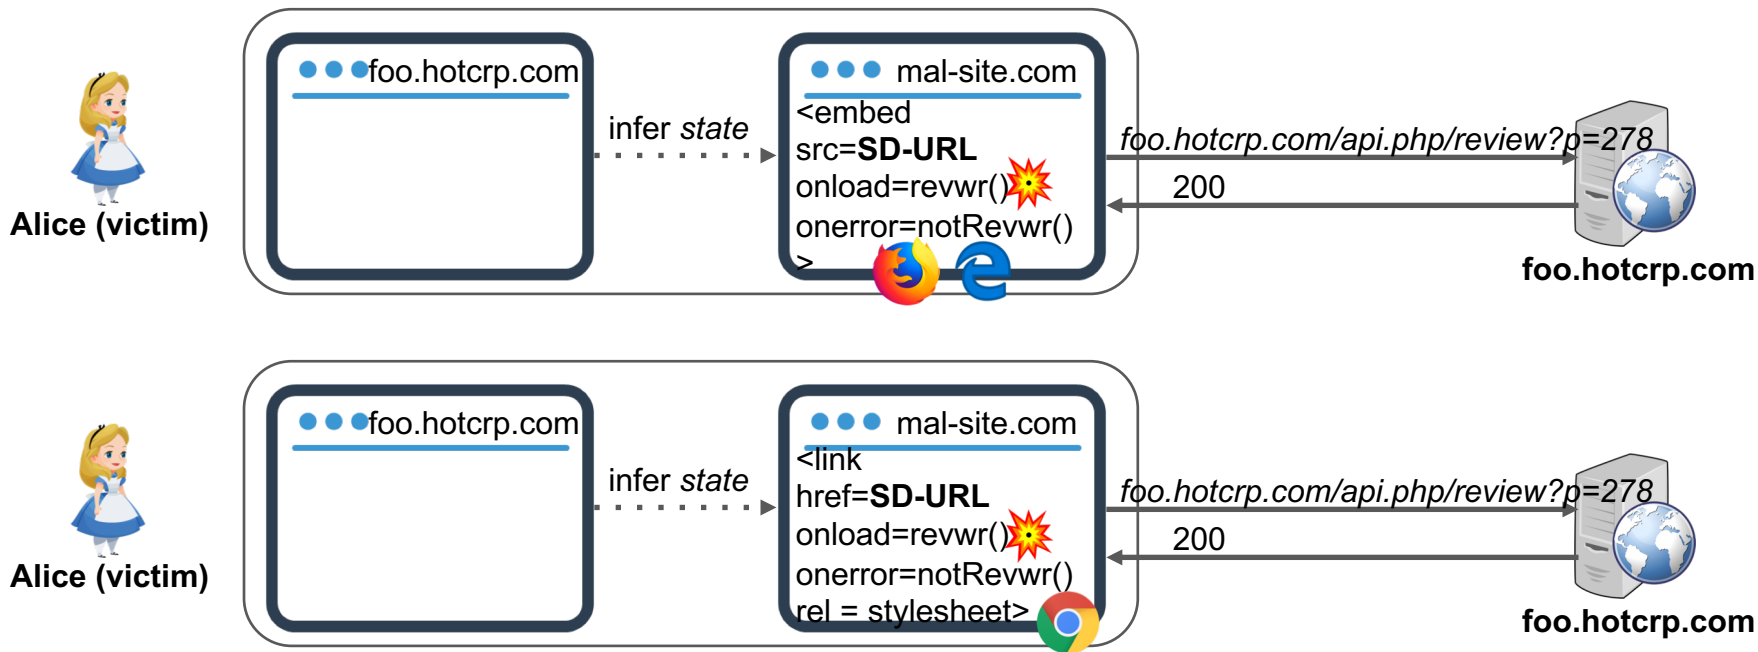 foo.hotcrp.com
mal-site.com
<embed
infer state
src=SD-URL
foo.hotcrp.com/api.php/review?p=278
onload=revwr()
200
onerror=notRevwr()
>
Alice (victim)
foo.hotcrp.com
foo.hotcrp.com
mal-site.com
<link
infer state
href=SD-URL
foo.hotcrp.com/api.php/review?p=278
onload=revwr()
200
onerror=notRevwr()
rel = stylesheet>
Alice (victim)
foo.hotcrp.com